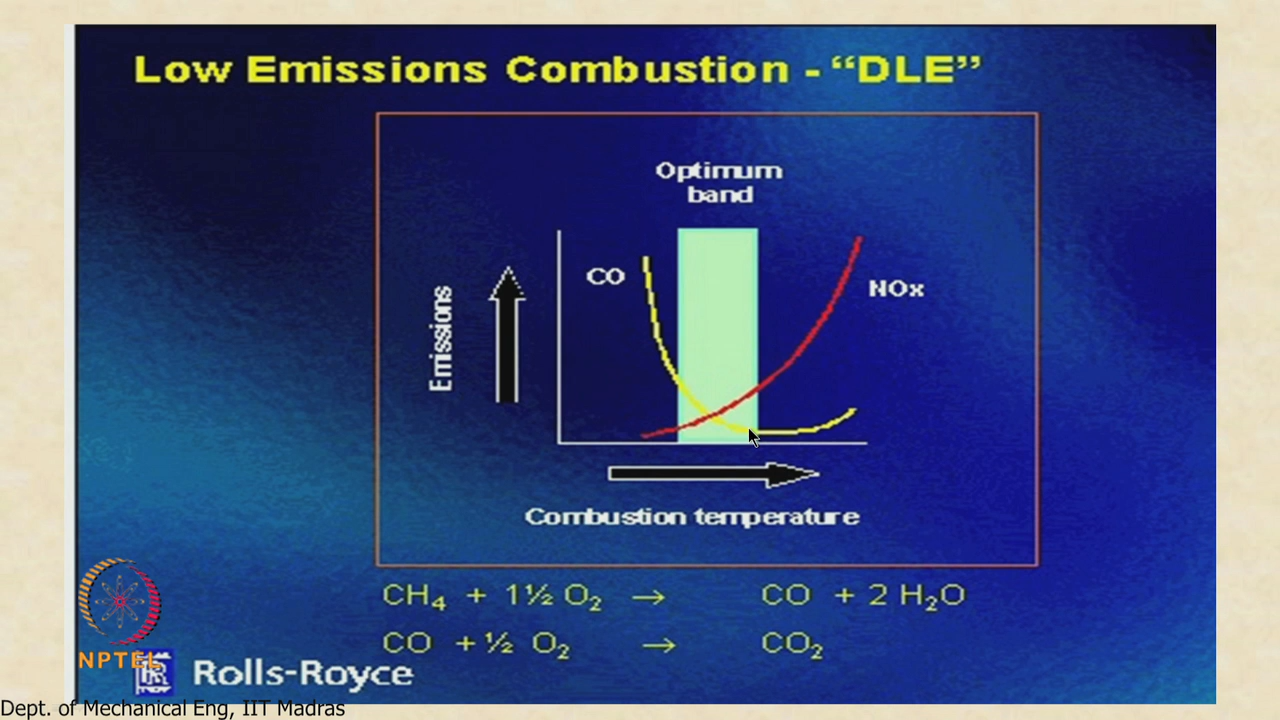 Low Emissions Combustion - “DLE”
Optimum
band
CO
NOx
Emissions
Combustion temperature
CH₄ + 1½ O₂ → CO + 2 H₂O
CO + ½ O₂ → CO₂
NPTEL
RR
Rolls-Royce
Dept. of Mechanical Eng, IIT Madras